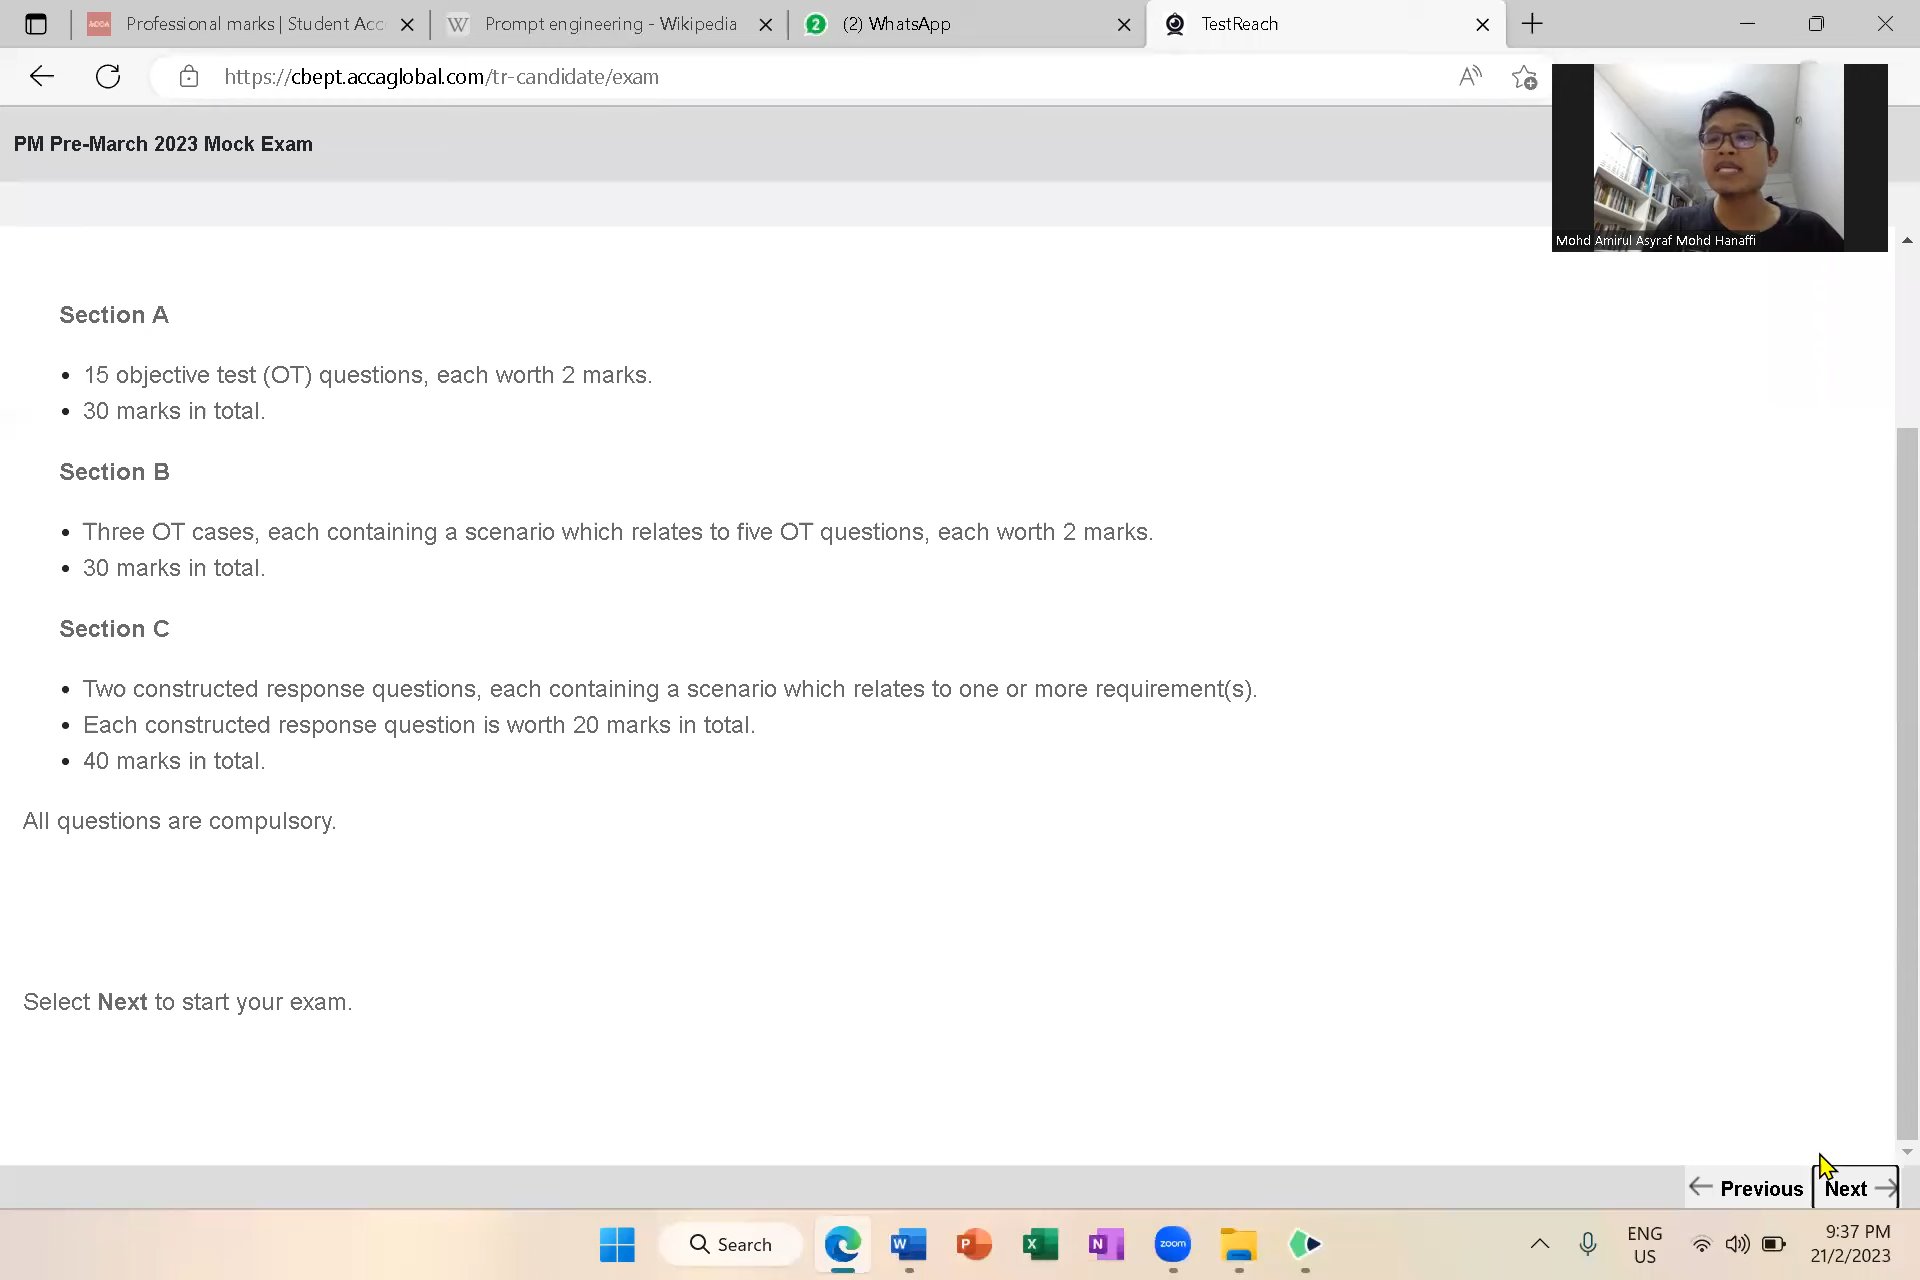 Professional marks | Student Acc
Prompt engineering - Wikipedia
(2) WhatsApp
TestReach
https://cbept.accaglobal.com/tr-candidate/exam
PM Pre-March 2023 Mock Exam
Mohd Amirul Asyraf Mohd Hanaffi
Section A
• 15 objective test (OT) questions, each worth 2 marks.
• 30 marks in total.
Section B
• Three OT cases, each containing a scenario which relates to five OT questions, each worth 2 marks.
• 30 marks in total.
Section C
• Two constructed response questions, each containing a scenario which relates to one or more requirement(s).
• Each constructed response question is worth 20 marks in total.
• 40 marks in total.
All questions are compulsory.
Select Next to start your exam.
Previous
Next
Search
zoom
ENG
US
9:37 PM
21/2/2023